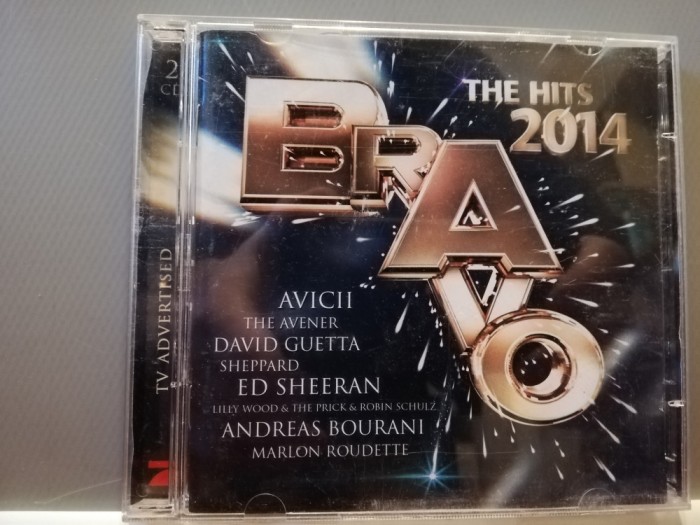 2
CD
TV ADVERTISED
BRAVO
THE HITS
2014
AVICII
THE AVENER
DAVID GUETTA
SHEPPARD
ED SHEERAN
LILLY WOOD & THE PRICK & ROBIN SCHULZ
ANDREAS BOURANI
MARLON ROUDETTE